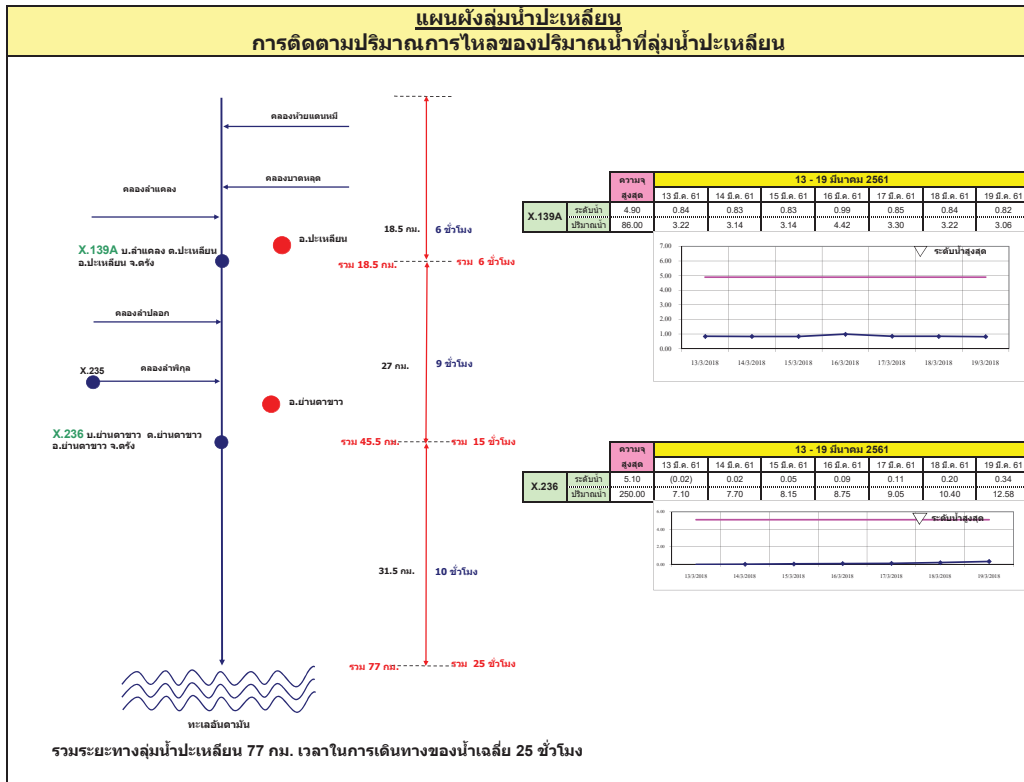 แผนผังลุ่มน้ำปะเหลียน
การติดตามปริมาณการไหลของปริมาณน้ำที่ลุ่มน้ำปะเหลียน
คลองห้วยแดนหมี
คลองบาตหลุด
คลองลำแคลง
18.5 กม. 6 ชั่วโมง
อ.ปะเหลียน
X.139A บ.ลำแคลง ต.ปะเหลียน
อ.ปะเหลียน จ.ตรัง
รวม 18.5 กม. รวม 6 ชั่วโมง
คลองลำปลอก
X.235 คลองลำพิกุล
27 กม. 9 ชั่วโมง
อ.ย่านตาขาว
X.236 บ.ย่านตาขาว ต.ย่านตาขาว
อ.ย่านตาขาว จ.ตรัง
รวม 45.5 กม. รวม 15 ชั่วโมง
31.5 กม. 10 ชั่วโมง
รวม 77 กม. รวม 25 ชั่วโมง
ทะเลอันดามัน
รวมระยะทางลุ่มน้ำปะเหลียน 77 กม. เวลาในการเดินทางของน้ำเฉลี่ย 25 ชั่วโมง
ความจุ 13 - 19 มีนาคม 2561
สูงสุด 13 มี.ค. 61 14 มี.ค. 61 15 มี.ค. 61 16 มี.ค. 61 17 มี.ค. 61 18 มี.ค. 61 19 มี.ค. 61
X.139A
ระดับน้ำ 4.90 0.84 0.83 0.83 0.99 0.85 0.84 0.82
ปริมาณน้ำ 86.00 3.22 3.14 3.14 4.42 3.30 3.22 3.06
ระดับน้ำสูงสุด
7.00
6.00
5.00
4.00
3.00
2.00
1.00
0.00
13/3/2018 14/3/2018 15/3/2018 16/3/2018 17/3/2018 18/3/2018 19/3/2018
ความจุ 13 - 19 มีนาคม 2561
สูงสุด 13 มี.ค. 61 14 มี.ค. 61 15 มี.ค. 61 16 มี.ค. 61 17 มี.ค. 61 18 มี.ค. 61 19 มี.ค. 61
X.236
ระดับน้ำ 5.10 (0.02) 0.02 0.05 0.09 0.11 0.20 0.34
ปริมาณน้ำ 250.00 7.10 7.70 8.15 8.75 9.05 10.40 12.58
ระดับน้ำสูงสุด
6.00
4.00
2.00
0.00
13/3/2018 14/3/2018 15/3/2018 16/3/2018 17/3/2018 18/3/2018 19/3/2018